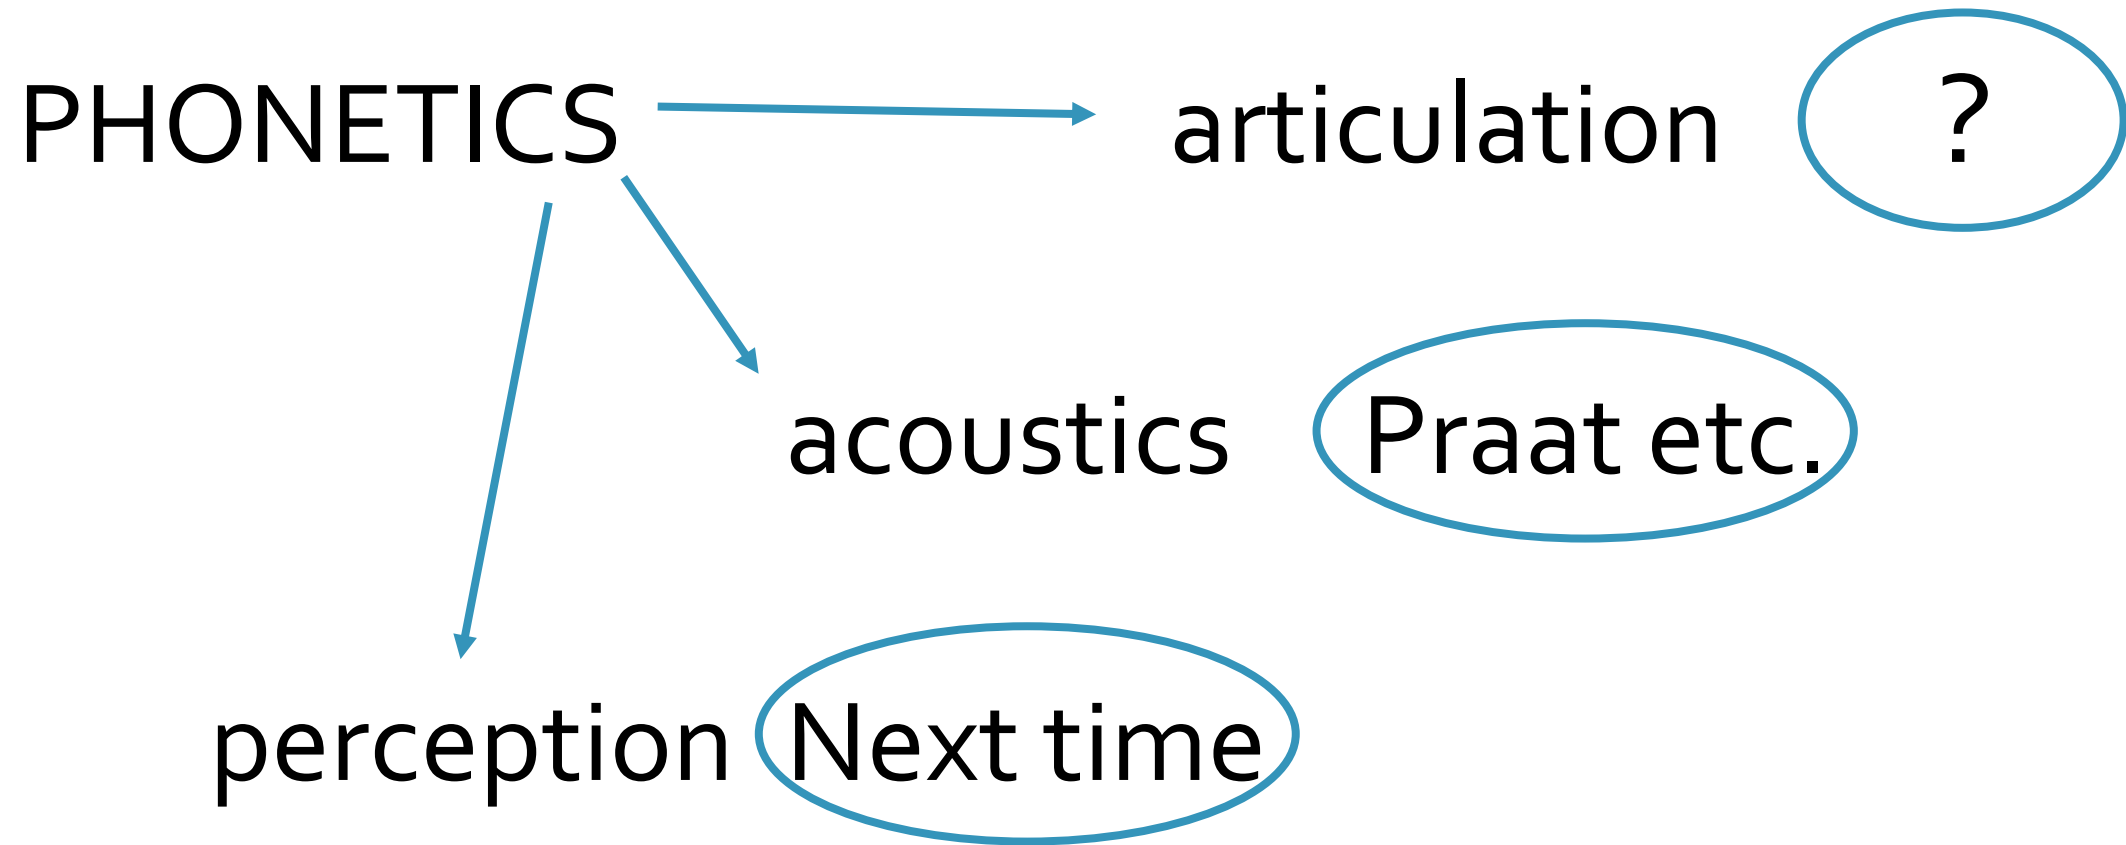 PHONETICS articulation ?
acoustics Praat etc.
perception Next time